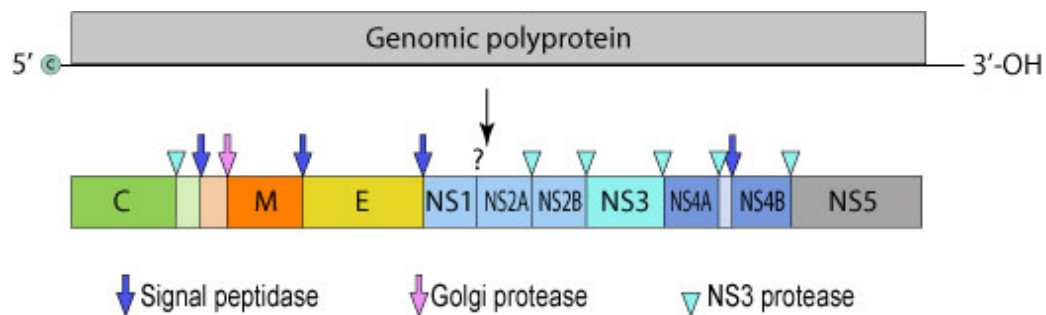 Genomic polyprotein
5′ C 3′-OH
?
C M E NS1 NS2A NS2B NS3 NS4A NS4B NS5
Signal peptidase Golgi protease NS3 protease